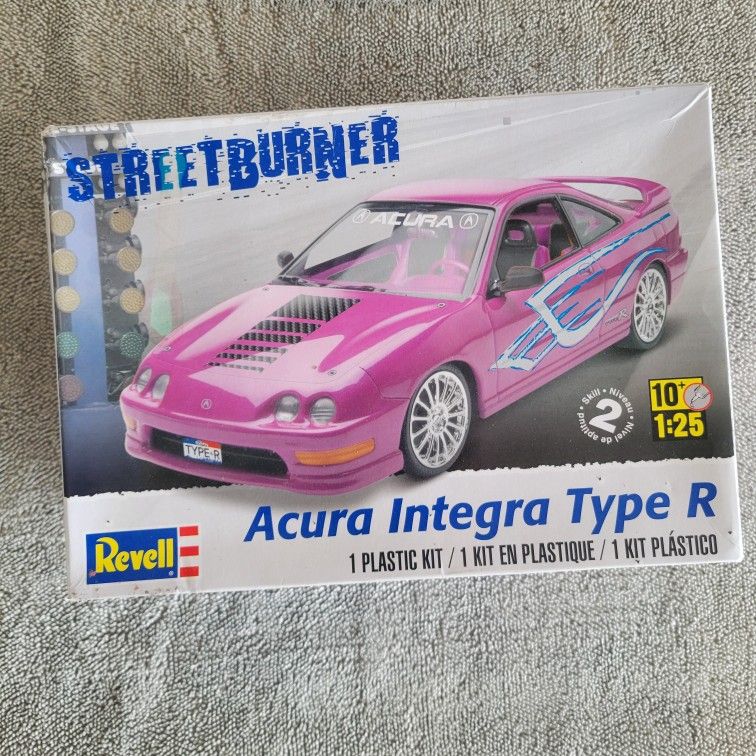 STREETBURNER
ACURA
TYPE-R
Skill • Niveau • Nivel de aptitud •
2
10+
1:25
Acura Integra Type R
Revell
1 PLASTIC KIT / 1 KIT EN PLASTIQUE / 1 KIT PLÁSTICO